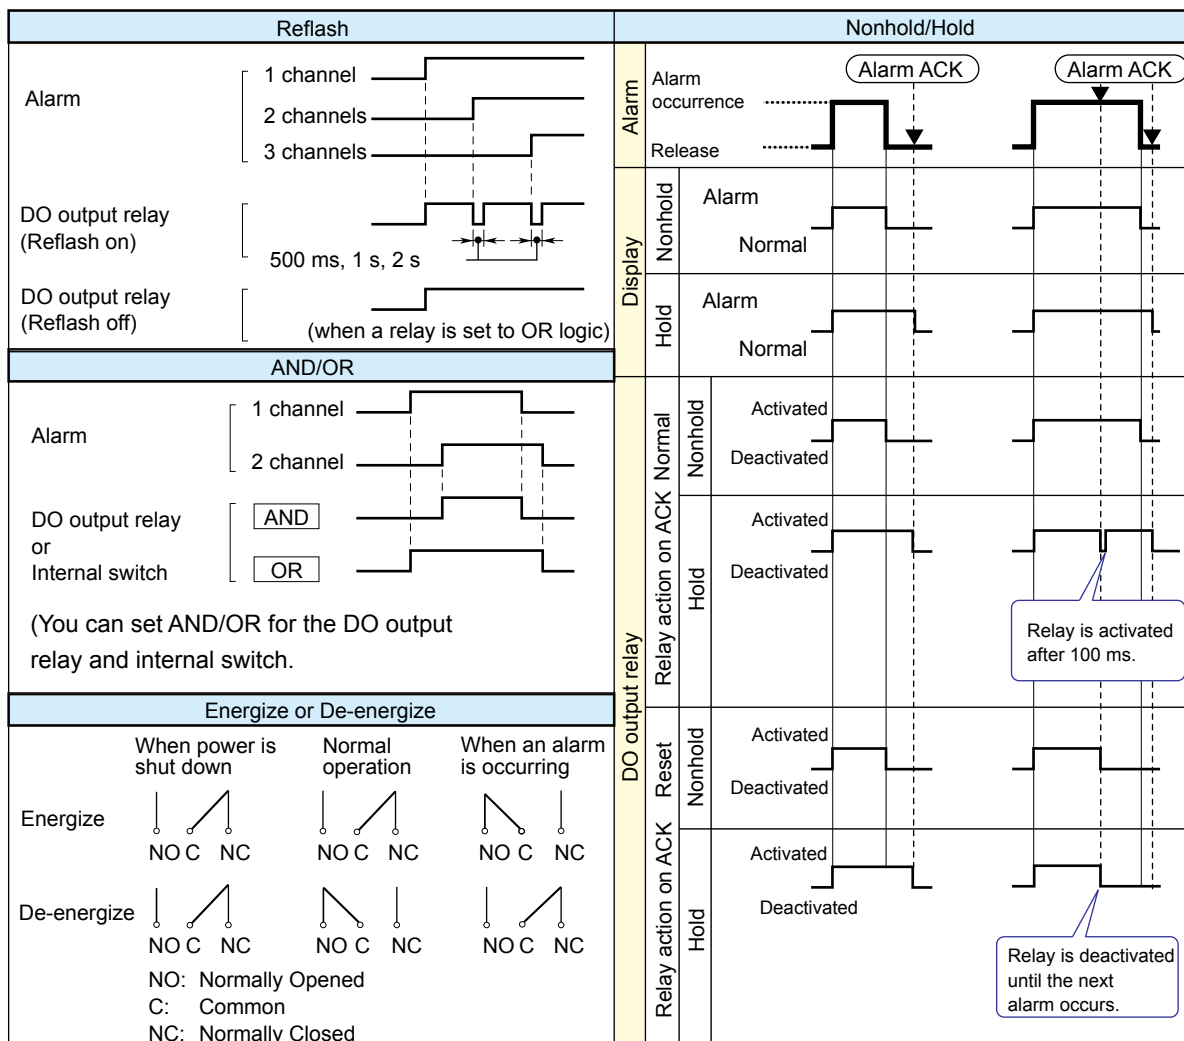 Reflash
Alarm
1 channel
2 channels
3 channels
DO output relay
(Reflash on)
500 ms, 1 s, 2 s
DO output relay
(Reflash off)
(when a relay is set to OR logic)
AND/OR
Alarm
1 channel
2 channel
DO output relay
or
Internal switch
AND
OR
(You can set AND/OR for the DO output
relay and internal switch.
Energize or De-energize
When power is
shut down
Normal
operation
When an alarm
is occurring
Energize
NO C NC
NO C NC
NO C NC
De-energize
NO C NC
NO C NC
NO C NC
NO: Normally Opened
C: Common
NC: Normally Closed
Nonhold/Hold
Alarm
Alarm
occurrence
Release
Alarm ACK
Alarm ACK
Display
Nonhold
Alarm
Normal
Hold
Alarm
Normal
DO output relay
Relay action on ACK Normal
Nonhold
Activated
Deactivated
Hold
Activated
Deactivated
Relay is activated
after 100 ms.
Relay action on ACK Reset
Nonhold
Activated
Deactivated
Hold
Activated
Deactivated
Relay is deactivated
until the next
alarm occurs.